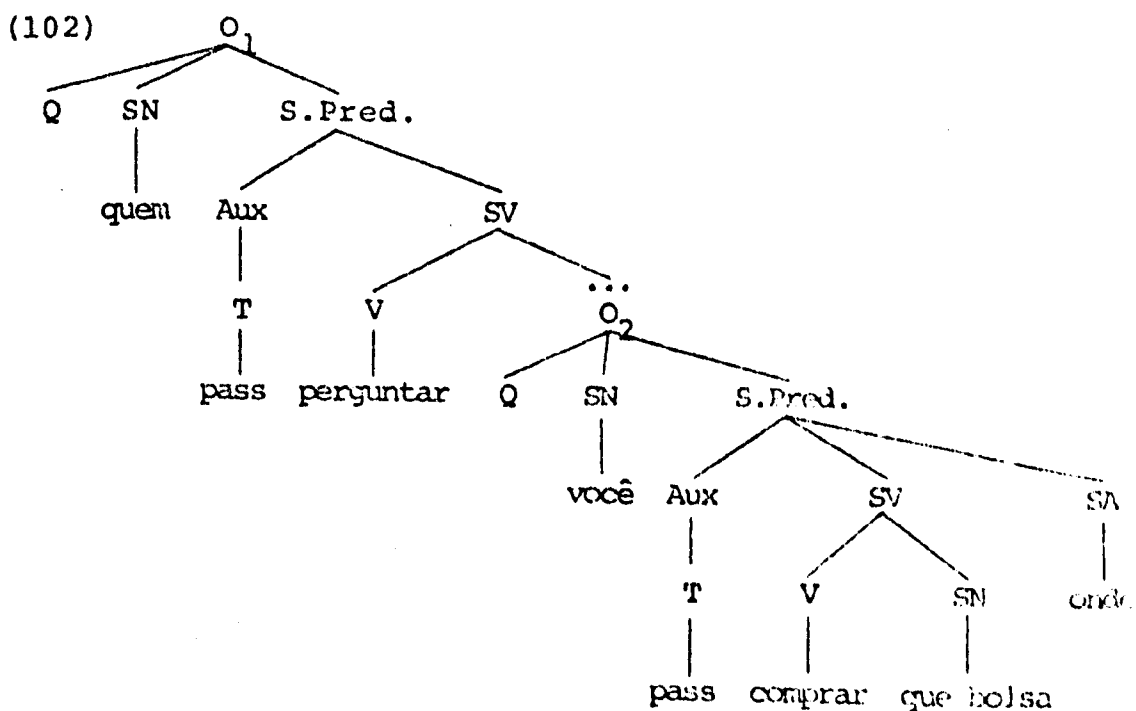 (102) O1
Q SN S.Pred.
quem Aux SV
T V ...
O2
pass perguntar Q SN S.Pred.
você Aux SV SA
T V SN onde
pass comprar que bolsa